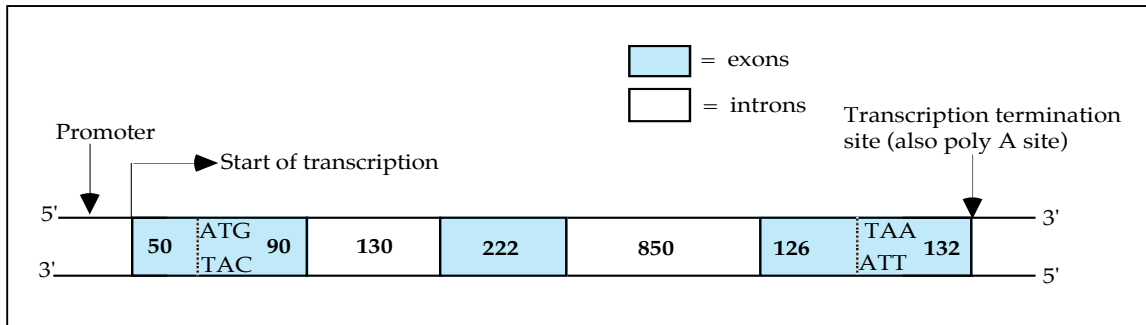 = exons
= introns
Promoter
Start of transcription
Transcription termination
site (also poly A site)
5' 3'
50 ATG 90 130 222 850 126 TAA 132
TAC ATT
3' 5'